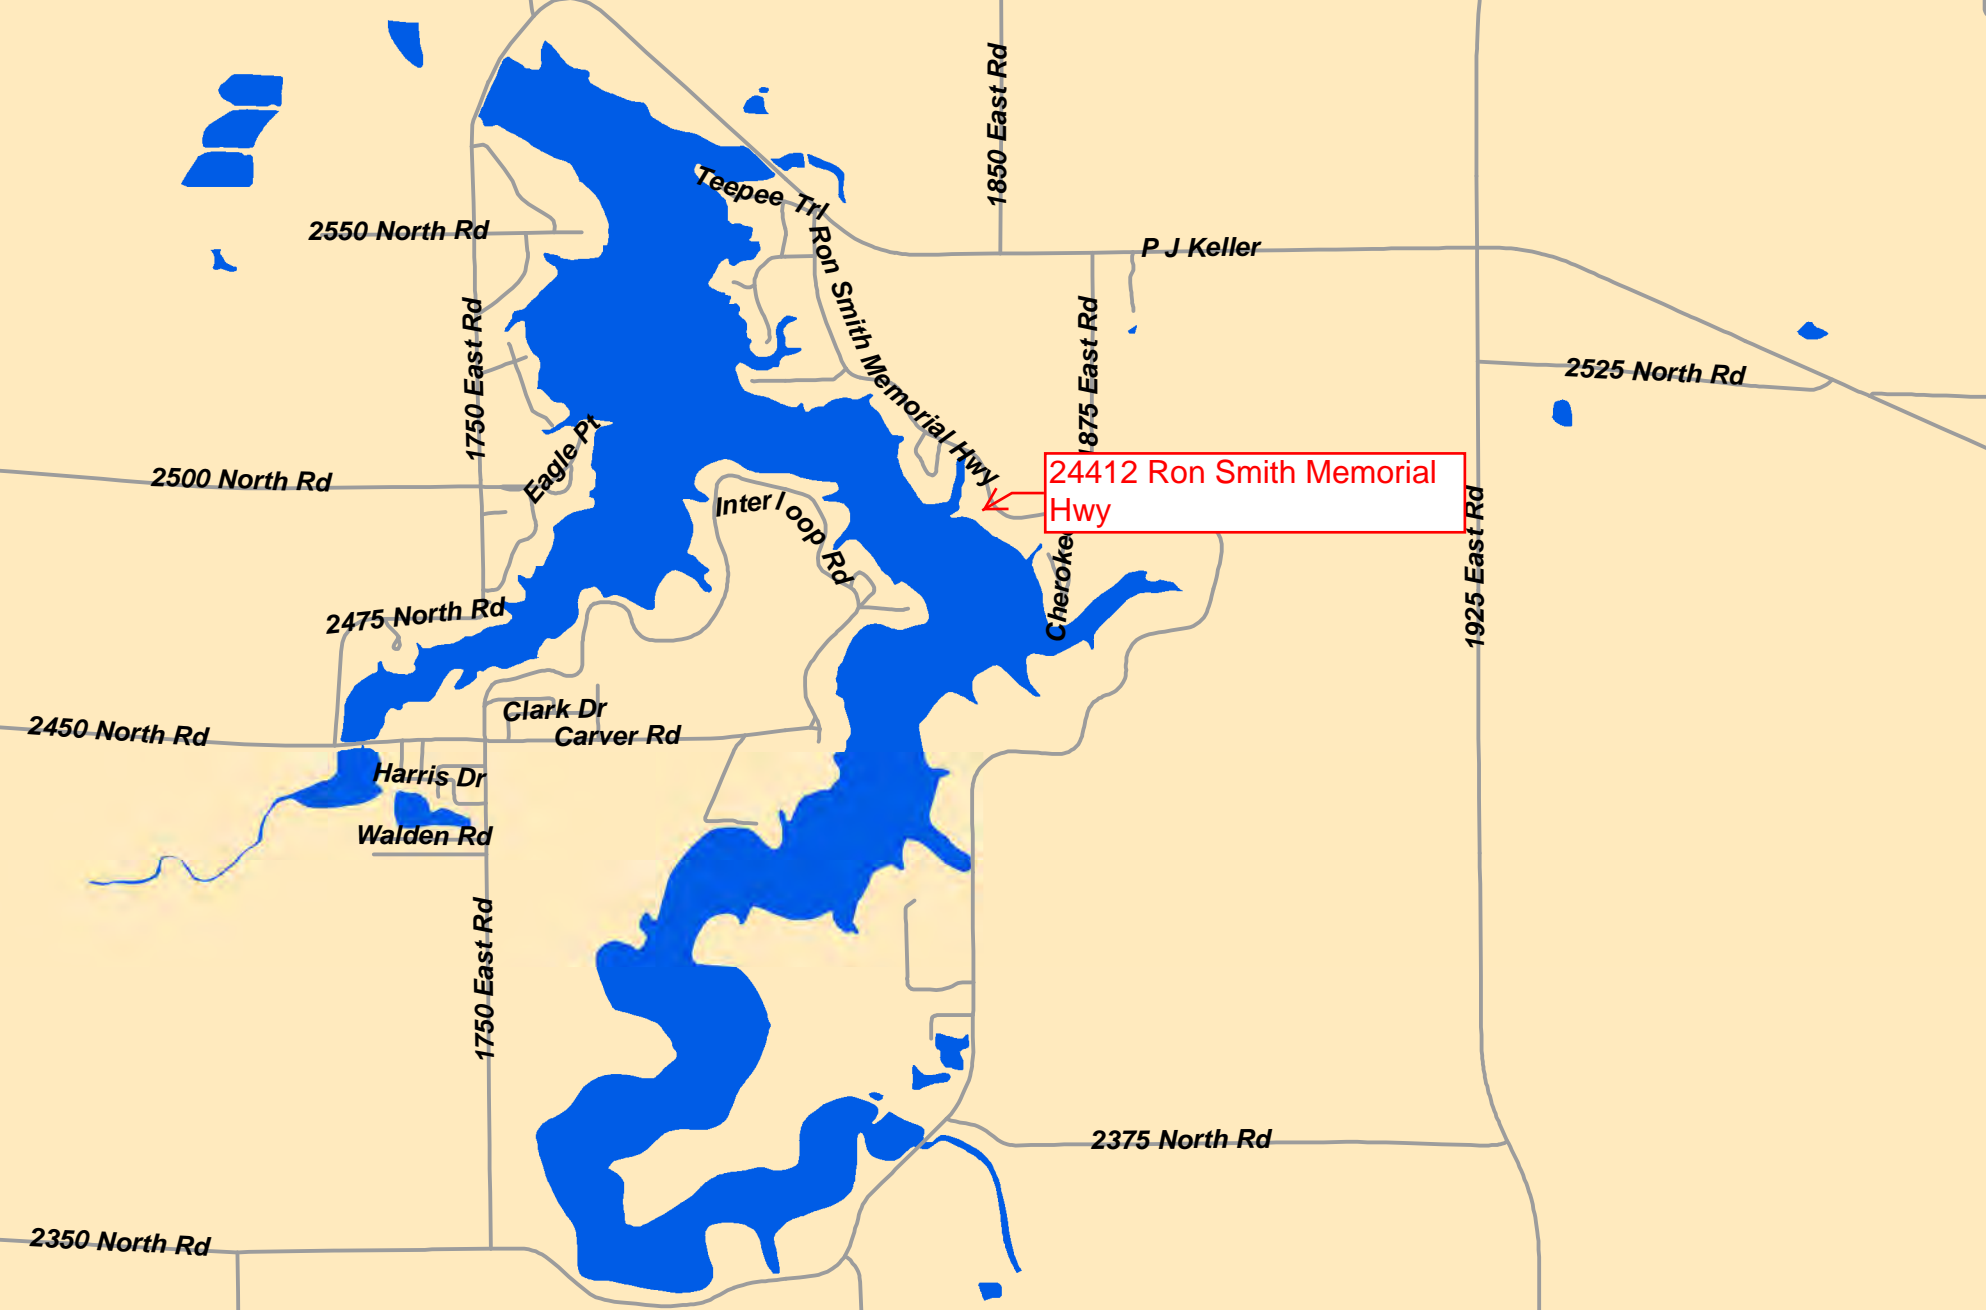 1850 East Rd
Teepee Trl
2550 North Rd
Ron Smith Memorial Hwy
P J Keller
1750 East Rd
875 East Rd
2525 North Rd
Eagle Pt
2500 North Rd
24412 Ron Smith Memorial
Hwy
Inter loop Rd
1925 East Rd
Cherokee
2475 North Rd
Clark Dr
2450 North Rd
Carver Rd
Harris Dr
Walden Rd
1750 East Rd
2375 North Rd
2350 North Rd